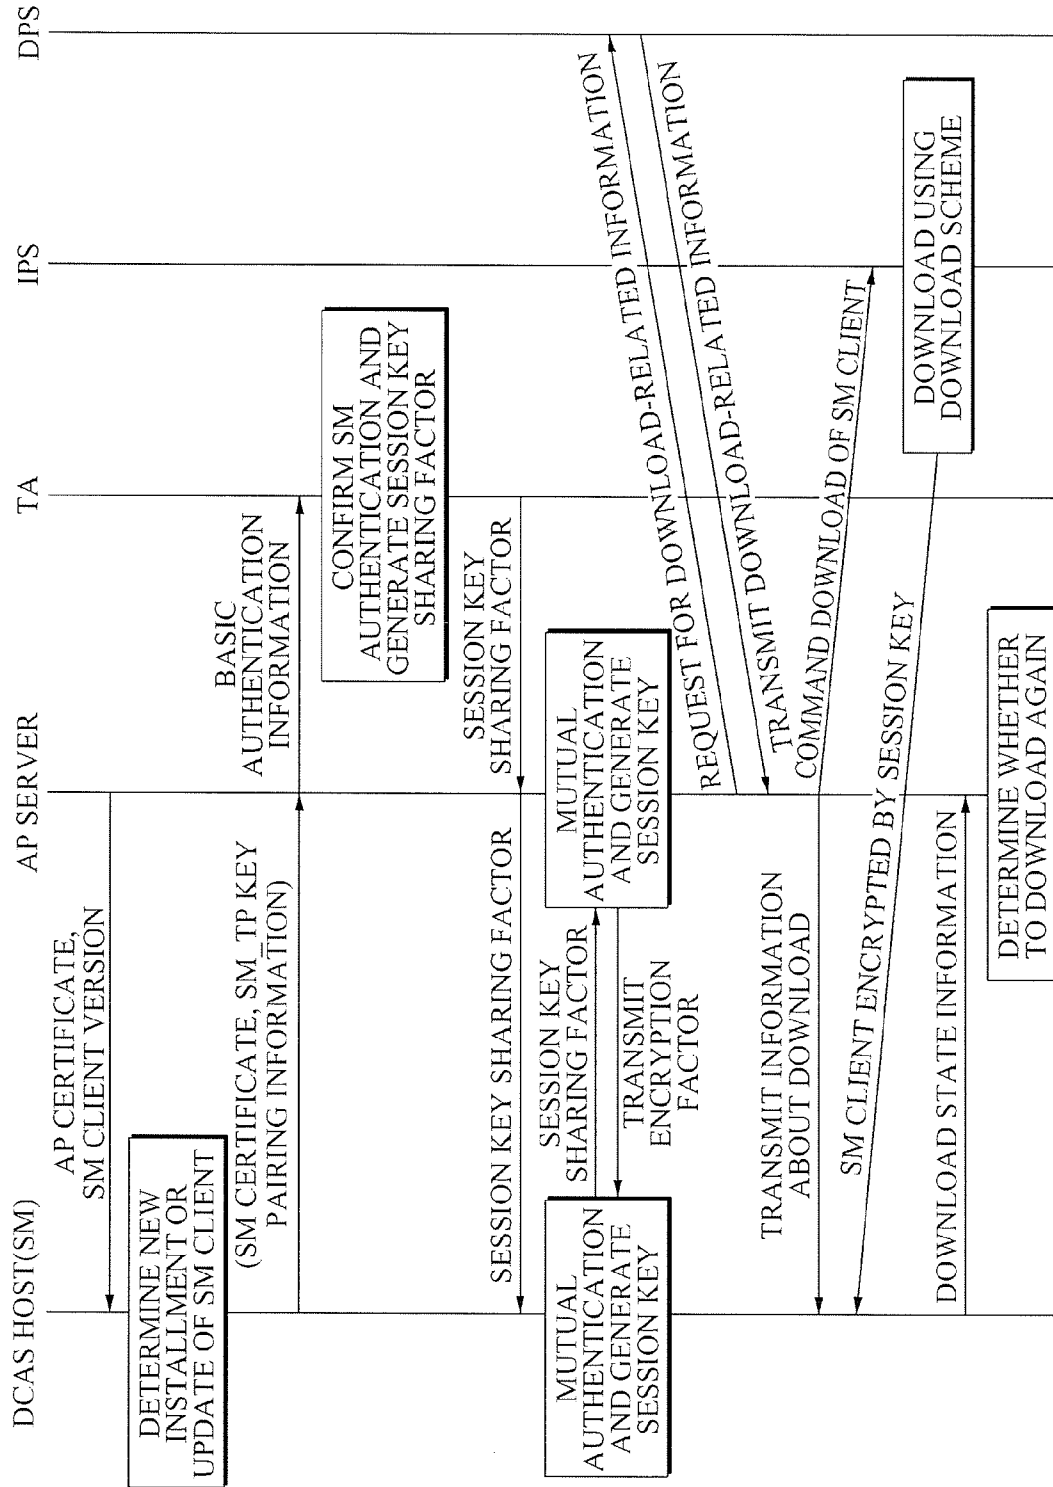 DCAS HOST(SM)
AP SERVER
TA
IPS
DPS
AP CERTIFICATE,
SM CLIENT VERSION
DETERMINE NEW
INSTALLMENT OR
UPDATE OF SM CLIENT
(SM CERTIFICATE, SM_TP KEY
PAIRING INFORMATION)
BASIC
AUTHENTICATION
INFORMATION
CONFIRM SM
AUTHENTICATION AND
GENERATE SESSION KEY
SHARING FACTOR
SESSION KEY
SHARING FACTOR
SESSION KEY SHARING FACTOR
MUTUAL
AUTHENTICATION
AND GENERATE
SESSION KEY
SESSION KEY
SHARING FACTOR
TRANSMIT
ENCRYPTION
FACTOR
MUTUAL
AUTHENTICATION
AND GENERATE
SESSION KEY
REQUEST FOR DOWNLOAD-RELATED INFORMATION
TRANSMIT DOWNLOAD-RELATED INFORMATION
TRANSMIT INFORMATION
ABOUT DOWNLOAD
COMMAND DOWNLOAD OF SM CLIENT
SM CLIENT ENCRYPTED BY SESSION KEY
DOWNLOAD USING
DOWNLOAD SCHEME
DOWNLOAD STATE INFORMATION
DETERMINE WHETHER
TO DOWNLOAD AGAIN